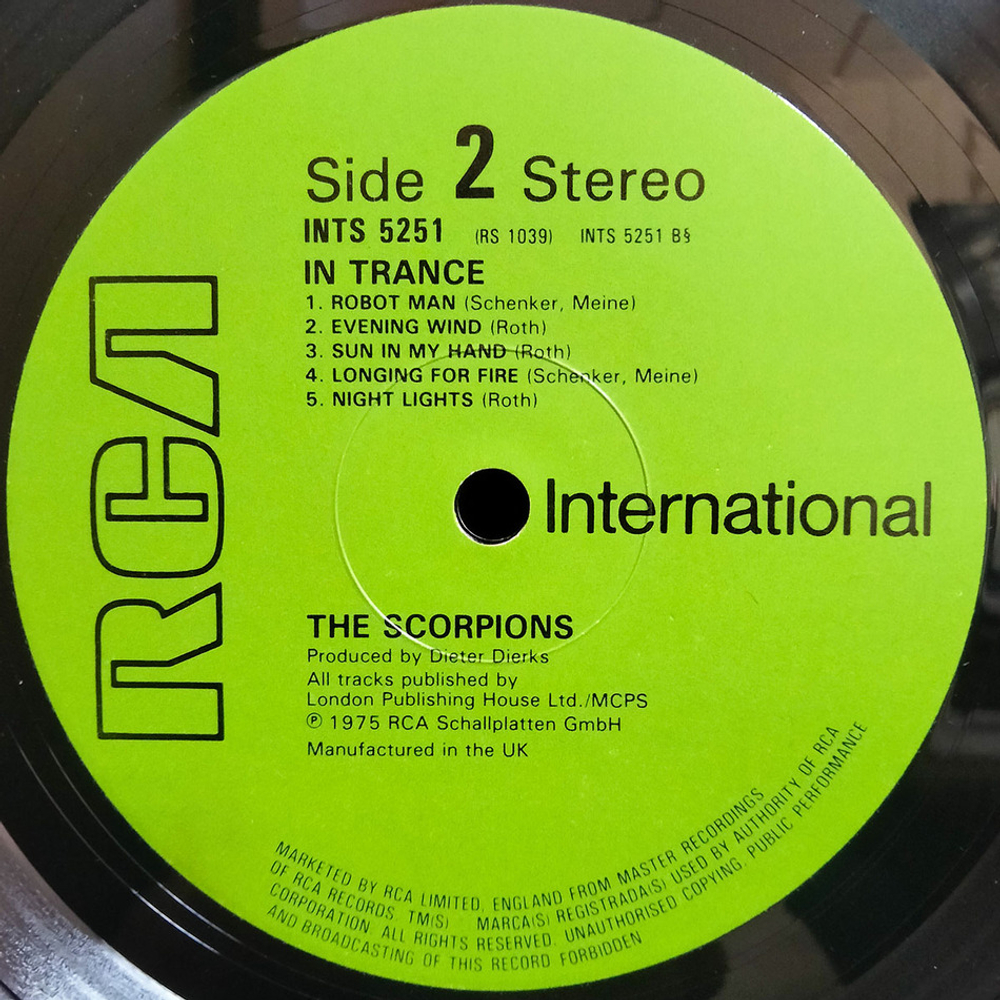 Side 2 Stereo
INTS 5251 (RS 1039) INTS 5251 B§
IN TRANCE
1. ROBOT MAN (Schenker, Meine)
2. EVENING WIND (Roth)
3. SUN IN MY HAND (Roth)
4. LONGING FOR FIRE (Schenker, Meine)
5. NIGHT LIGHTS (Roth)
RCA
International
THE SCORPIONS
Produced by Dieter Dierks
All tracks published by
London Publishing House Ltd./MCPS
℗ 1975 RCA Schallplatten GmbH
Manufactured in the UK
MARKETED BY RCA LIMITED, ENGLAND FROM MASTER RECORDINGS
OF RCA RECORDS TM(S) MARCA(S) REGISTRADA(S) USED BY AUTHORITY OF RCA
CORPORATION ALL RIGHTS RESERVED. UNAUTHORISED COPYING, PUBLIC PERFORMANCE
AND BROADCASTING OF THIS RECORD FORBIDDEN